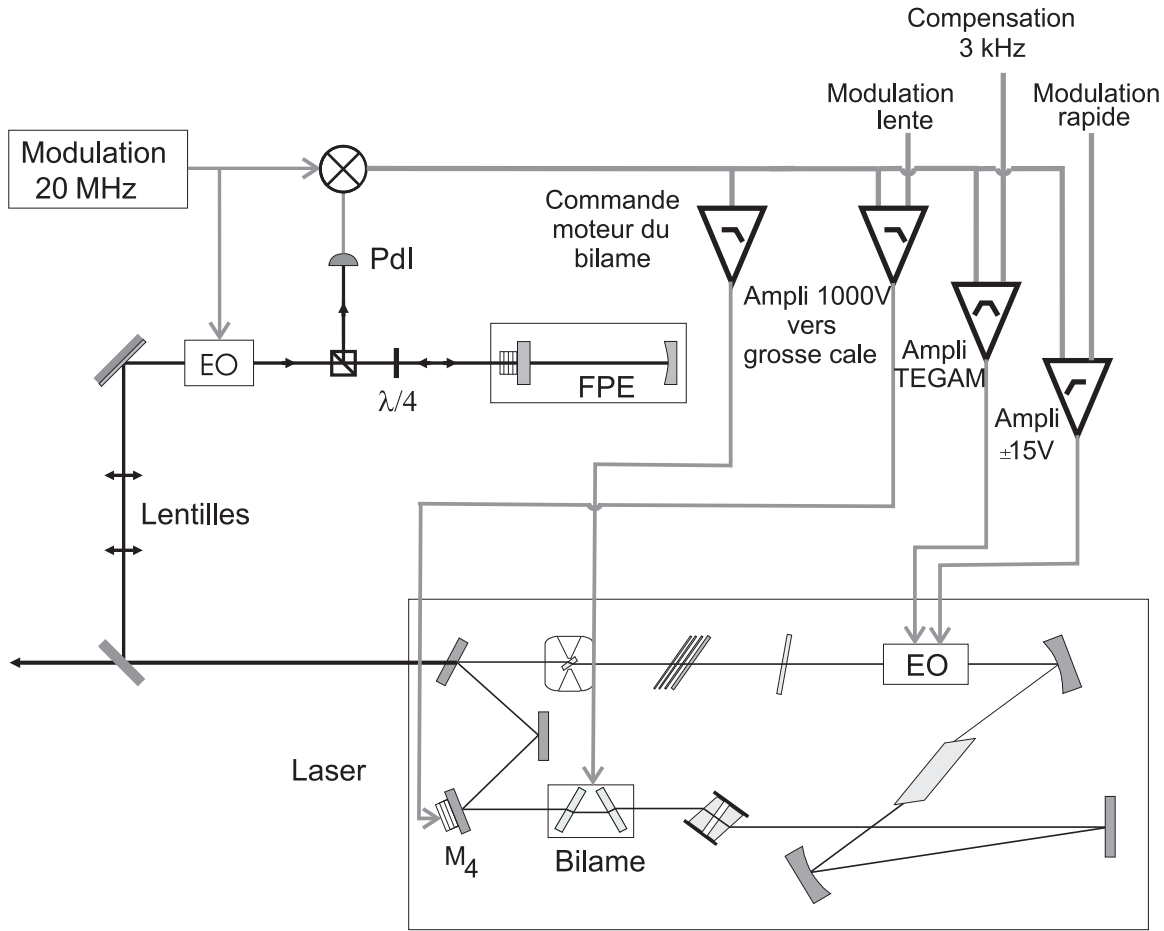 Compensation
3 kHz
Modulation
lente
Modulation
rapide
Modulation
20 MHz
Commande
moteur du
bilame
PdI
Ampli 1000V
vers
grosse cale
Ampli
TEGAM
Ampli
±15V
EO
λ/4
FPE
Lentilles
EO
Laser
M4
Bilame